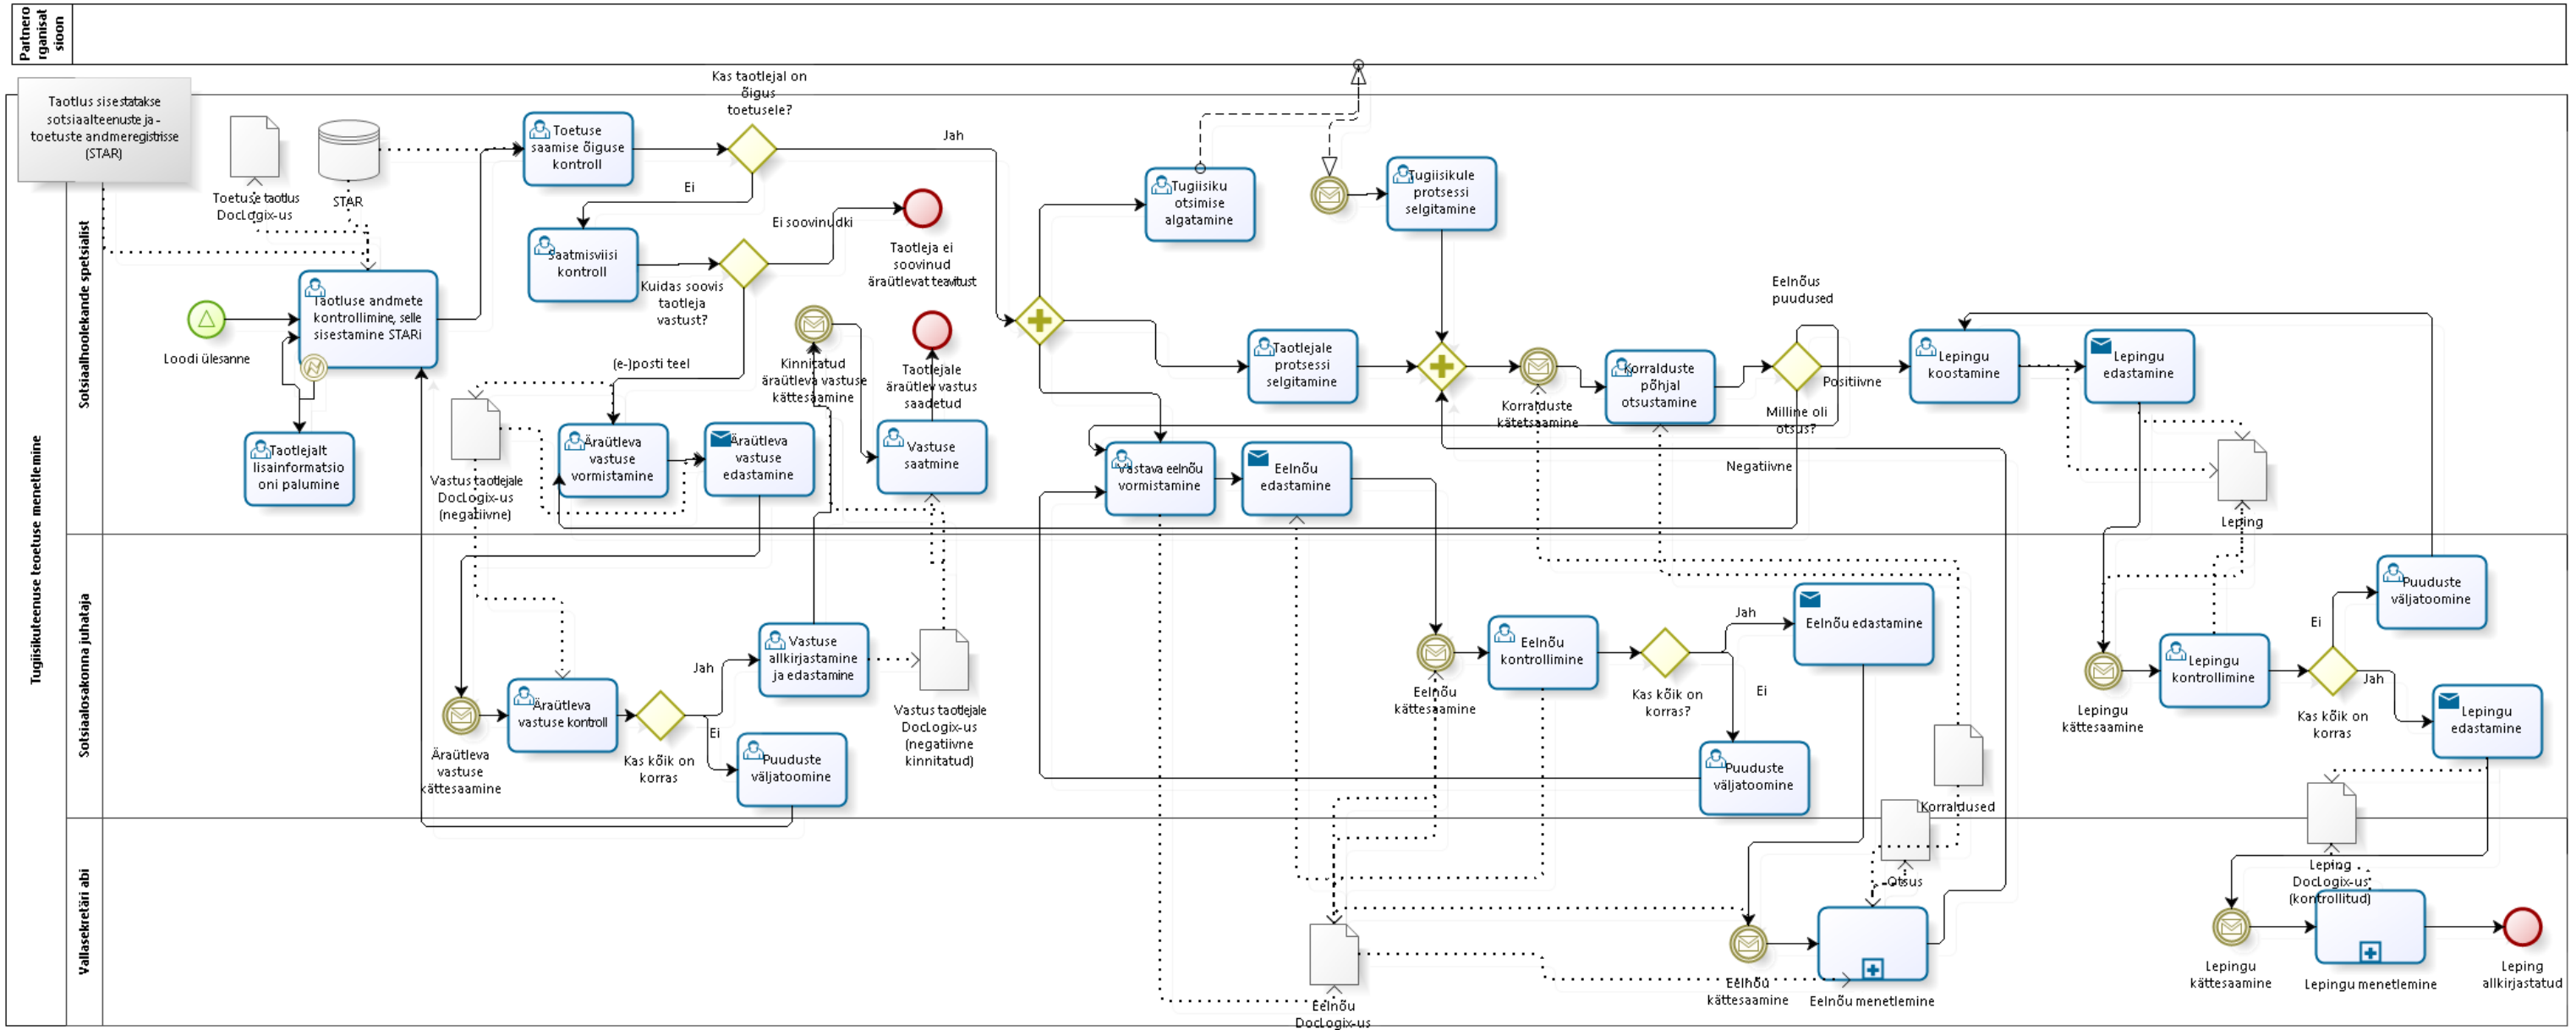 Partnero
rganisat
sioon
Tugiisikuteenuse toetuse menetlemine
Sotsiaalhoolekande spetsialist
Sotsiaalosakonna juhataja
Vallasekretäri abi
Taotlus sisestatakse
sotsiaalteenuste ja -
toetuste andmeregistrisse
(STAR)
Toetuse taotlus
DocLogix-us
STAR
Loodi ülesanne
Taotluse andmete
kontrollimine, selle
sisestamine STARi
Taotlejalt
lisainformatsio
oni palumine
Toetuse
saamise õiguse
kontroll
Kas taotlejal on
õigus
toetusele?
Jah
Ei
Saatmisviisi
kontroll
Kuidas soovis
taotleja
vastust?
Ei soovinudki
Taotleja ei
soovinud
äraütlevat teavitust
(e-)posti teel
Kinnitatud
äraütleva vastuse
kättesaamine
Taotlejale
äraütlev vastus
saadetud
Vastus taotlejale
DocLogix-us
(negatiivne)
Äraütleva
vastuse
vormistamine
Äraütleva
vastuse
edastamine
Vastuse
saatmine
Tugiisiku
otsimise
algatamine
Tugiisikule
protsessi
selgitamine
Taotlejale
protsessi
selgitamine
Korralduste
kätetsaamine
Korralduste
põhjal
otsustamine
Eelnõus
puudused
Positiivne
Milline oli
otsus?
Negatiivne
Lepingu
koostamine
Lepingu
edastamine
Leping
Vastava eelnõu
vormistamine
Eelnõu
edastamine
Äraütleva
vastuse
kättesaamine
Äraütleva
vastuse kontroll
Kas kõik on
korras
Jah
Ei
Vastuse
allkirjastamine
ja edastamine
Puuduste
väljatoomine
Vastus taotlejale
DocLogix-us
(negatiivne
kinnitatud)
Eelnõu
kättesaamine
Eelnõu
kontrollimine
Kas kõik on
korras?
Jah
Ei
Eelnõu edastamine
Puuduste
väljatoomine
Korraldused
Lepingu
kättesaamine
Lepingu
kontrollimine
Kas kõik on
korras
Ei
Jah
Puuduste
väljatoomine
Lepingu
edastamine
Eelnõu
DocLogix-us
Otsus
Eelnõu
kättesaamine
Eelnõu menetlemine
Leping
DocLogix-us
(kontrollitud)
Lepingu
kättesaamine
Lepingu menetlemine
Leping
allkirjastatud